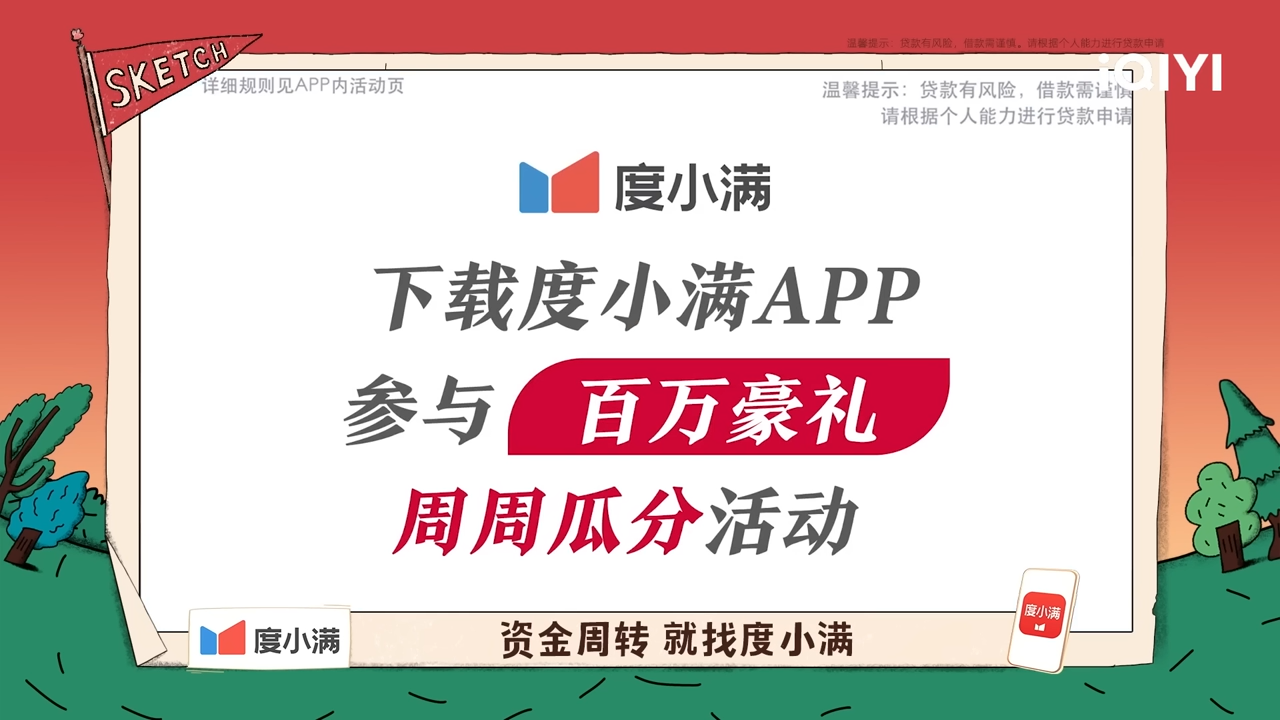 温馨提示：贷款有风险，借款需谨慎。请根据个人能力进行贷款申请
SKETCH
详细规则见APP内活动页
iQIYI
温馨提示：贷款有风险，借款需谨慎
请根据个人能力进行贷款申请
度小满
下载度小满APP
参与 百万豪礼
周周瓜分活动
度小满
资金周转 就找度小满
度小满